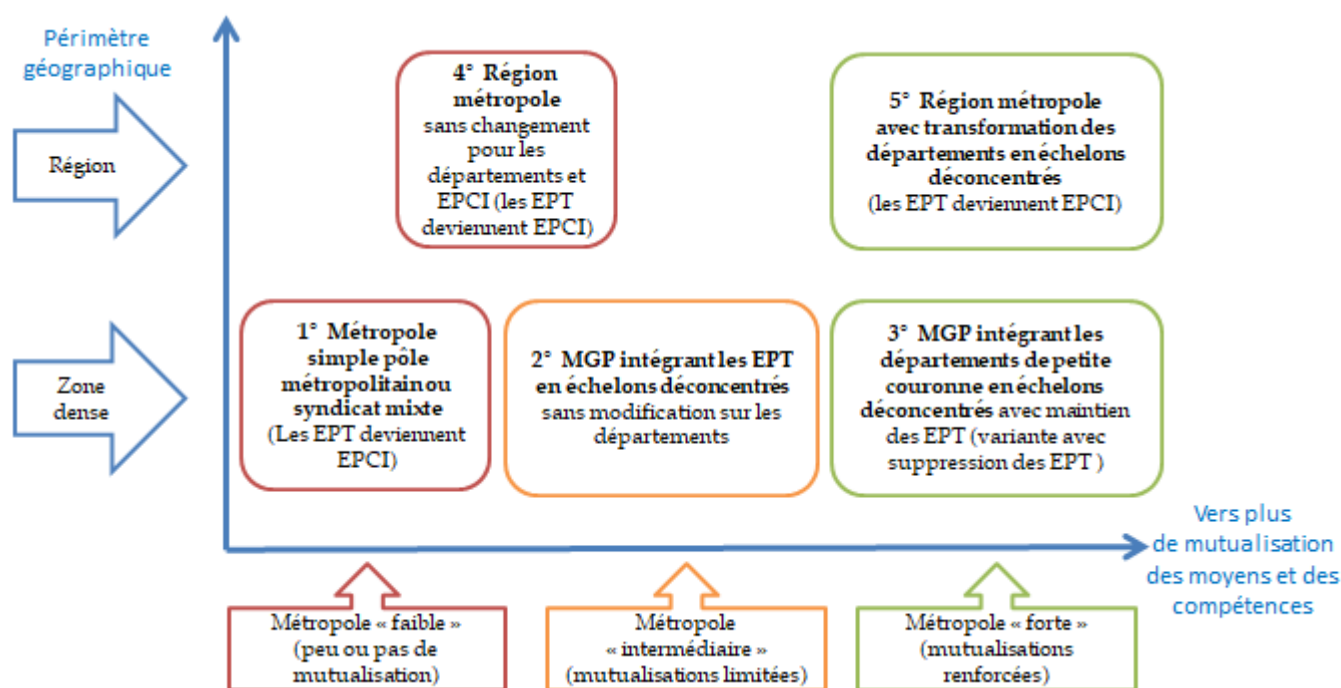 Périmètre
géographique
Région
4° Région
métropole
sans changement
pour les
départements et
EPCI (les EPT
deviennent EPCI)
5° Région métropole
avec transformation des
départements en échelons
déconcentrés
(les EPT deviennent EPCI)
Zone
dense
1° Métropole
simple pôle
métropolitain ou
syndicat mixte
(Les EPT deviennent
EPCI)
2° MGP intégrant les EPT
en échelons déconcentrés
sans modification sur les
départements
3° MGP intégrant les
départements de petite
couronne en échelons
déconcentrés avec maintien
des EPT (variante avec
suppression des EPT )
Vers plus
de mutualisation
des moyens et des
compétences
Métropole « faible »
(peu ou pas de
mutualisation)
Métropole
« intermédiaire »
(mutualisations limitées)
Métropole « forte »
(mutualisations
renforcées)